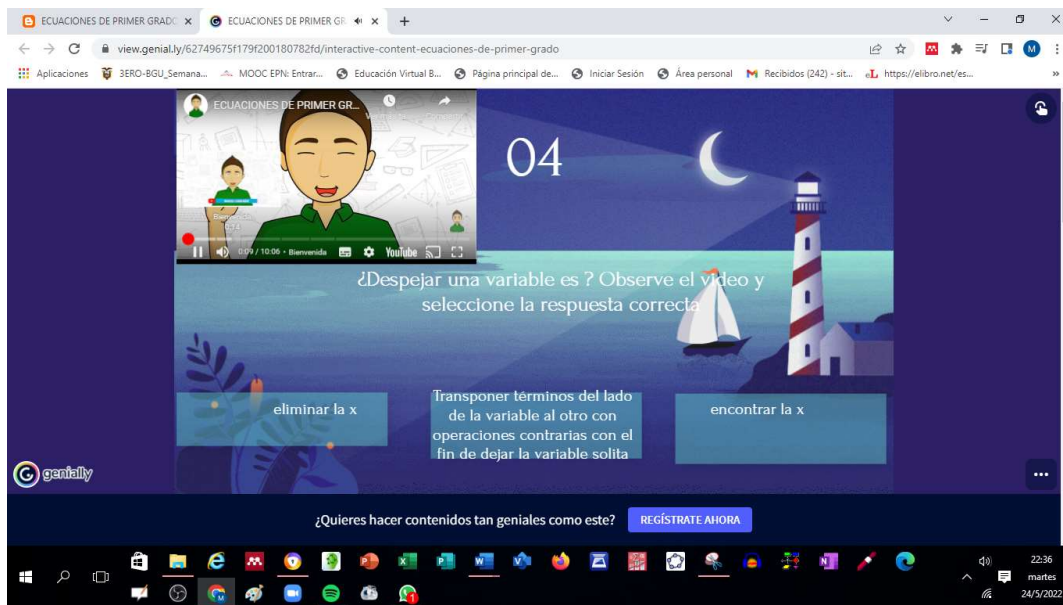 ECUACIONES DE PRIMER GRADO
ECUACIONES DE PRIMER GR
view.genial.ly/62749675f179f200180782fd/interactive-content-ecuaciones-de-primer-grado
M
Aplicaciones
3ERO-BGU_Semana...
MOOC EPN: Entrar...
Educación Virtual B...
Página principal de...
Iniciar Sesión
Área personal
Recibidos (242) - sit...
eL https://elibro.net/es...
ECUACIONES DE PRIMER GR...
0:09 / 10:06 • Bienvenida
YouTube
04
¿Despejar una variable es ? Observe el video y
seleccione la respuesta correcta
eliminar la x
Transponer términos del lado
de la variable al otro con
operaciones contrarias con el
fin de dejar la variable solita
encontrar la x
genially
¿Quieres hacer contenidos tan geniales como este?
REGÍSTRATE AHORA
22:36
martes
24/5/2022